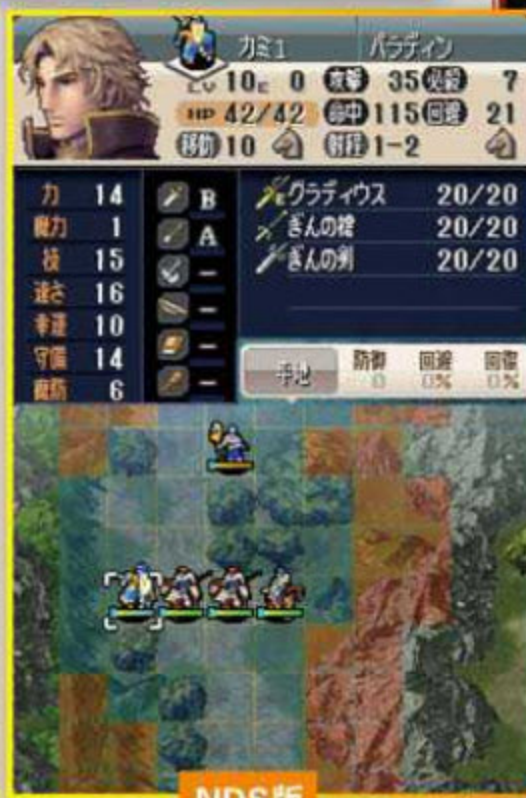 カミュ パラディン
LV 10 E 0 攻撃 35 必殺 7
HP 42/42 命中 115 回避 21
移動 10 射程 1-2
力 14
魔力 1
技 15
速さ 16
幸運 10
守備 14
魔防 6
B
A
-
-
-
-
E グラディウス 20/20
ぎんの槍 20/20
ぎんの剣 20/20
平地 防御 回避 回復
0 0% 0%
NDS版